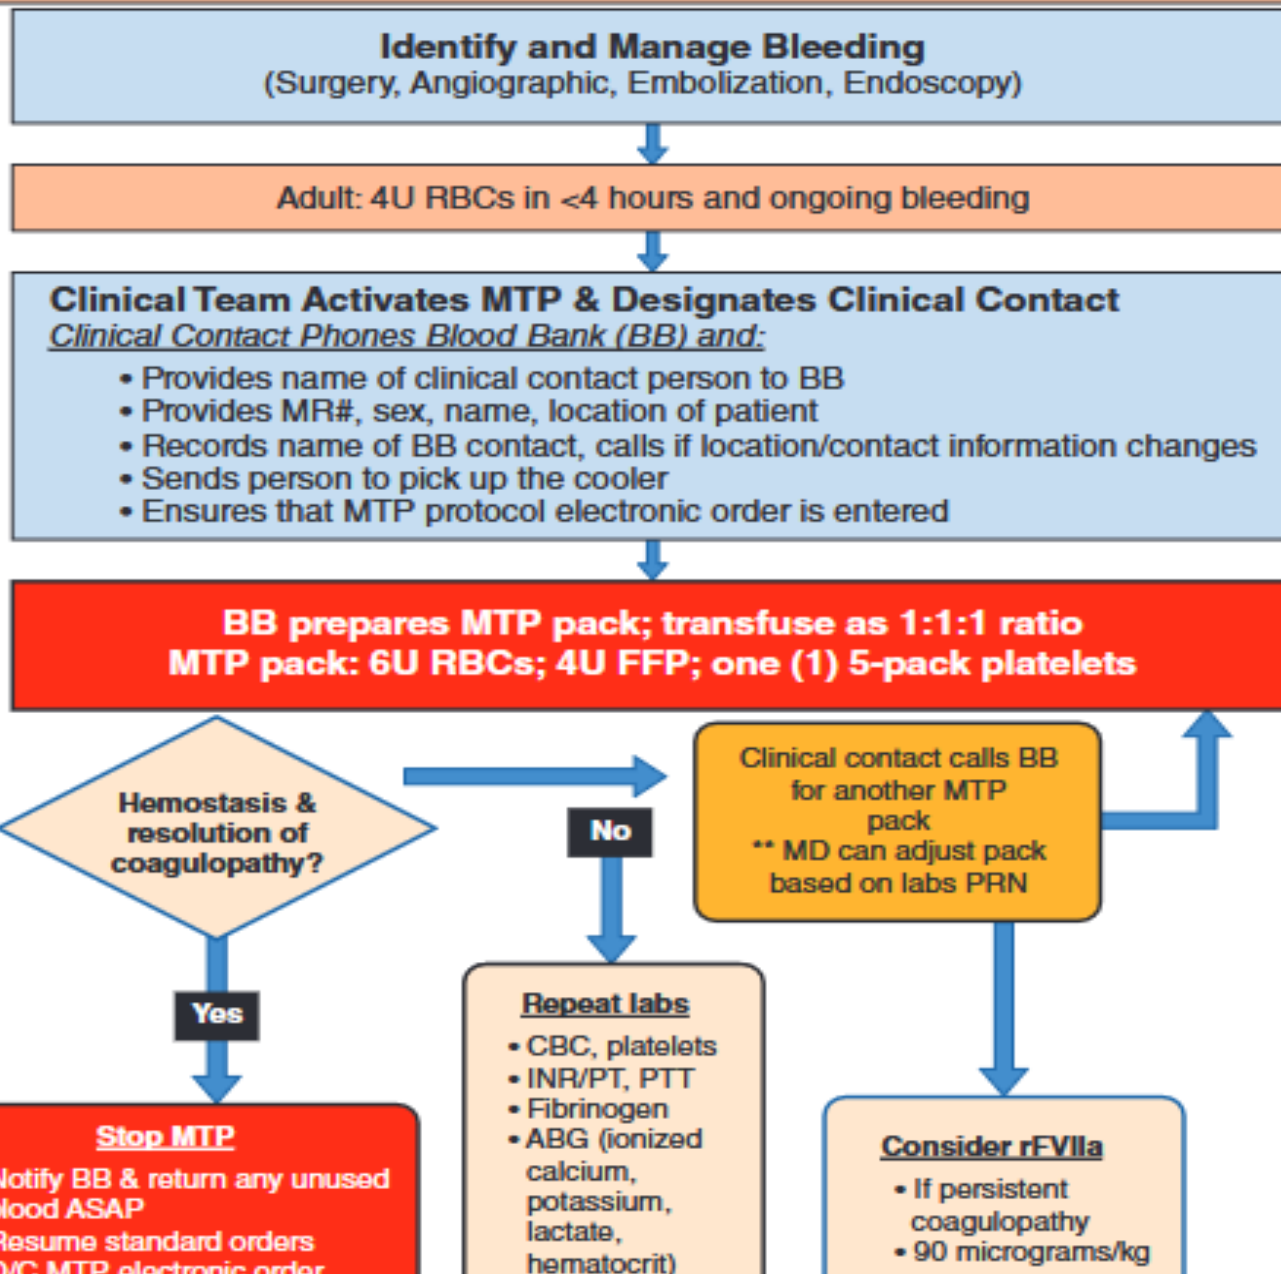 Identify and Manage Bleeding
(Surgery, Angiographic, Embolization, Endoscopy)
Adult: 4U RBCs in <4 hours and ongoing bleeding
Clinical Team Activates MTP & Designates Clinical Contact
Clinical Contact Phones Blood Bank (BB) and:
• Provides name of clinical contact person to BB
• Provides MR#, sex, name, location of patient
• Records name of BB contact, calls if location/contact information changes
• Sends person to pick up the cooler
• Ensures that MTP protocol electronic order is entered
BB prepares MTP pack; transfuse as 1:1:1 ratio
MTP pack: 6U RBCs; 4U FFP; one (1) 5-pack platelets
Hemostasis &
resolution of
coagulopathy?
No
Clinical contact calls BB
for another MTP
pack
** MD can adjust pack
based on labs PRN
Yes
Stop MTP
Notify BB & return any unused
blood ASAP
Resume standard orders
D/C MTP electronic order
Repeat labs
• CBC, platelets
• INR/PT, PTT
• Fibrinogen
• ABG (ionized
calcium,
potassium,
lactate,
hematocrit)
Consider rFVIIa
• If persistent
coagulopathy
• 90 micrograms/kg